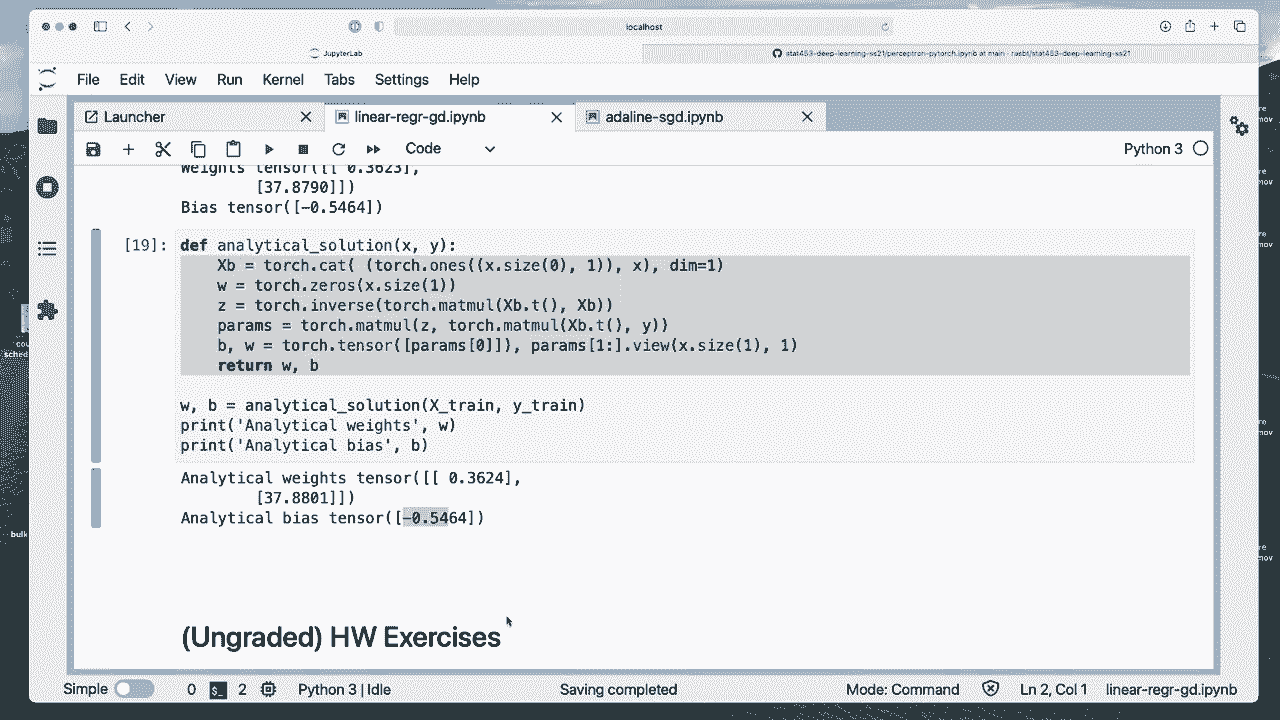 localhost
JupyterLab
stat453-deep-learning-ss21/perceptron-pytorch.ipynb at main · rasbt/stat453-deep-learning-ss21
File Edit View Run Kernel Tabs Settings Help
Launcher
linear-regr-gd.ipynb
adaline-sgd.ipynb
Code
Python 3
Weights tensor([[ 0.3623],
[37.8790]])
Bias tensor([-0.5464])
[19]: def analytical_solution(x, y):
Xb = torch.cat( (torch.ones((x.size(0), 1)), x), dim=1)
w = torch.zeros(x.size(1))
z = torch.inverse(torch.matmul(Xb.t(), Xb))
params = torch.matmul(z, torch.matmul(Xb.t(), y))
b, w = torch.tensor([params[0]]), params[1:].view(x.size(1), 1)
return w, b
w, b = analytical_solution(X_train, y_train)
print('Analytical weights', w)
print('Analytical bias', b)
Analytical weights tensor([[ 0.3624],
[37.8801]])
Analytical bias tensor([-0.5464])
(Ungraded) HW Exercises
Simple 0 2 Python 3 | Idle Saving completed Mode: Command Ln 2, Col 1 linear-regr-gd.ipynb